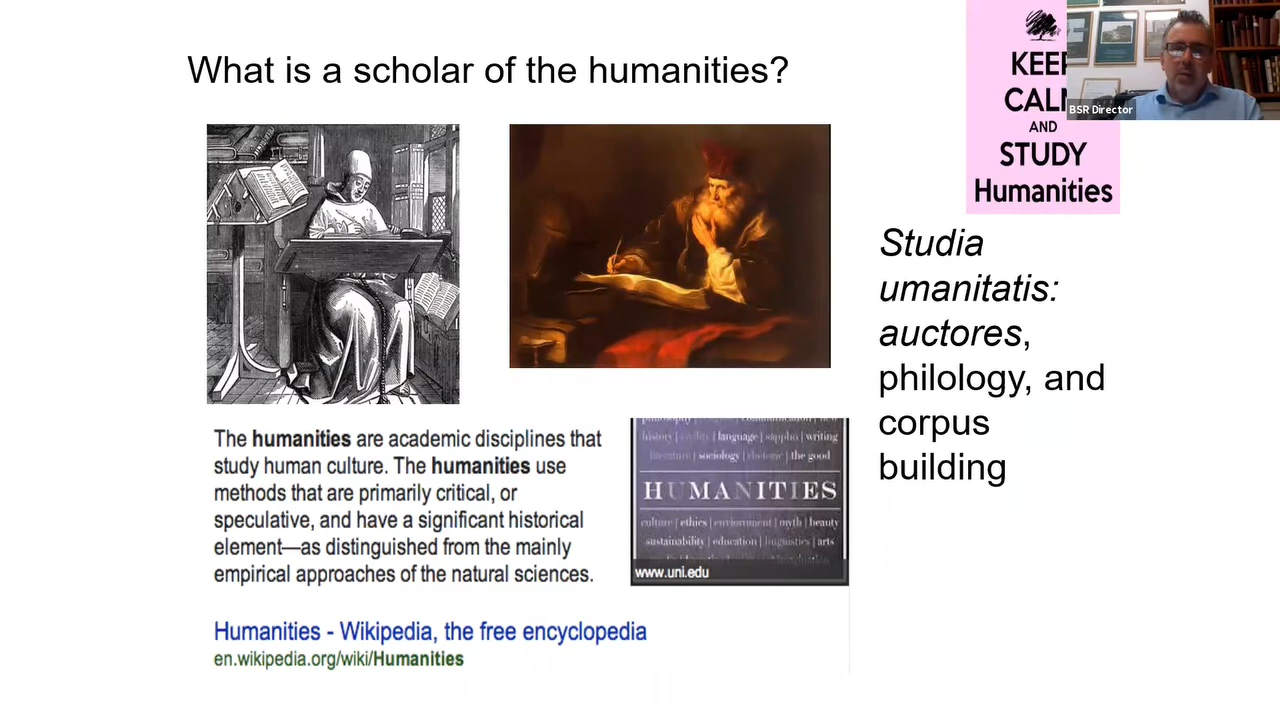 What is a scholar of the humanities?
KEEP
CALM
AND
STUDY
Humanities
BSR Director
Studia
umanitatis:
auctores,
philology, and
corpus
building
The humanities are academic disciplines that
study human culture. The humanities use
methods that are primarily critical, or
speculative, and have a significant historical
element—as distinguished from the mainly
empirical approaches of the natural sciences.
history | civility | language | sappho | writing
literature | sociology | rhetoric | the good
HUMANITIES
culture | ethics | environment | myth | beauty
sustainability | education | linguistics | arts
www.uni.edu
Humanities - Wikipedia, the free encyclopedia
en.wikipedia.org/wiki/Humanities